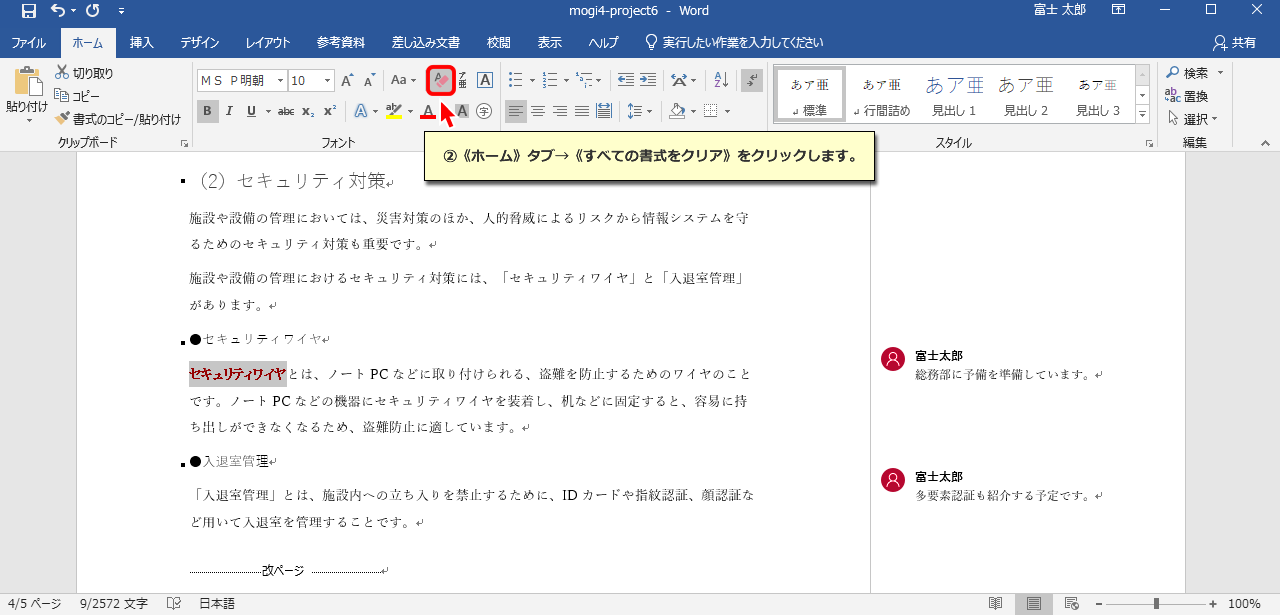 mogi4-project6 - Word
富士 太郎
ファイル ホーム 挿入 デザイン レイアウト 参考資料 差し込み文書 校閲 表示 ヘルプ 実行したい作業を入力してください 共有
貼り付け
切り取り
コピー
書式のコピー/貼り付け
クリップボード
ＭＳ Ｐ明朝 10
フォント
あア亜 標準
あア亜 行間詰め
あア亜 見出し 1
あア亜 見出し 2
あア亜 見出し 3
スタイル
検索
置換
選択
編集
②《ホーム》タブ→《すべての書式をクリア》をクリックします。
（2）セキュリティ対策
施設や設備の管理においては、災害対策のほか、人的脅威によるリスクから情報システムを守
るためのセキュリティ対策も重要です。
施設や設備の管理におけるセキュリティ対策には、「セキュリティワイヤ」と「入退室管理」
があります。
●セキュリティワイヤ
セキュリティワイヤとは、ノート PC などに取り付けられる、盗難を防止するためのワイヤのこと
です。ノート PC などの機器にセキュリティワイヤを装着し、机などに固定すると、容易に持
ち出しができなくなるため、盗難防止に適しています。
●入退室管理
「入退室管理」とは、施設内への立ち入りを禁止するために、ID カードや指紋認証、顔認証な
ど用いて入退室を管理することです。
改ページ
富士太郎
総務部に予備を準備しています。
富士太郎
多要素認証も紹介する予定です。
4/5 ページ 9/2572 文字 日本語 100%